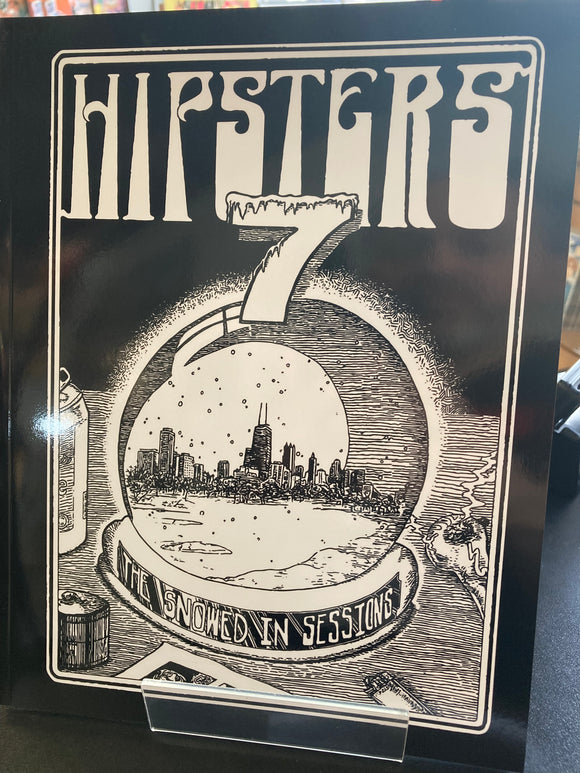 HIPSTERS
7
THE SNOWED IN SESSIONS